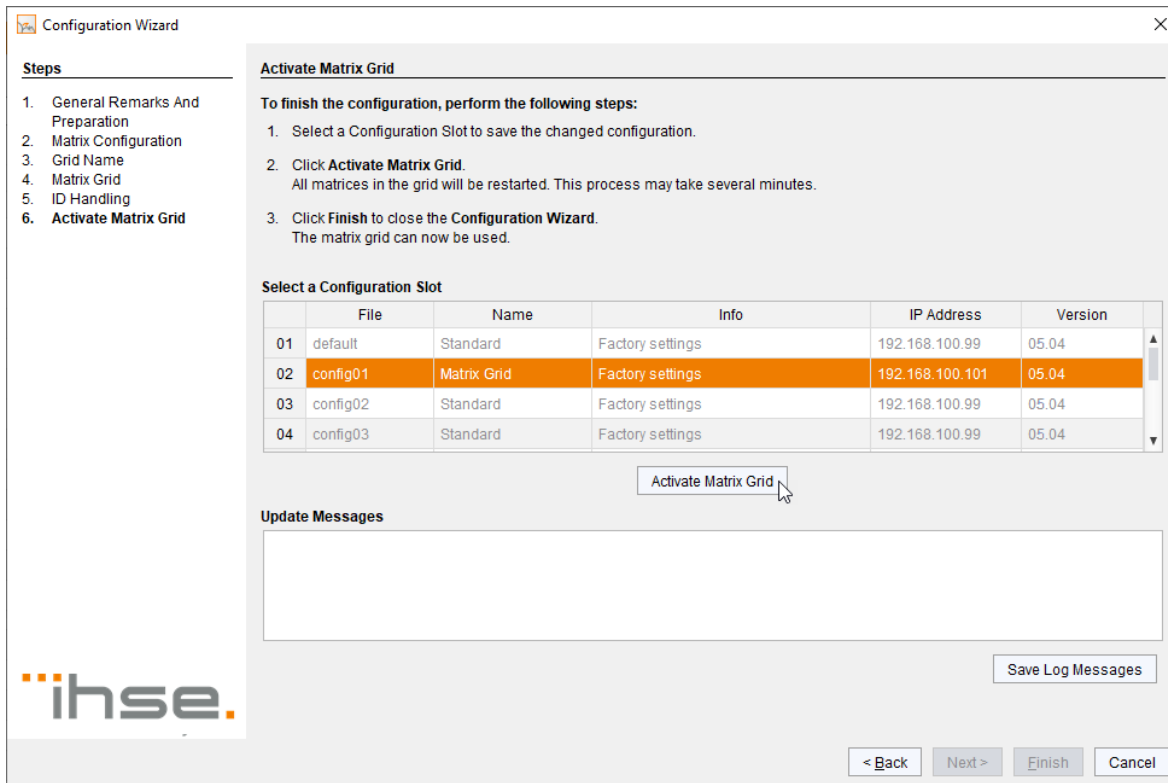 Configuration Wizard
Steps
1. General Remarks And
Preparation
2. Matrix Configuration
3. Grid Name
4. Matrix Grid
5. ID Handling
6. Activate Matrix Grid
Activate Matrix Grid
To finish the configuration, perform the following steps:
1. Select a Configuration Slot to save the changed configuration.
2. Click Activate Matrix Grid.
All matrices in the grid will be restarted. This process may take several minutes.
3. Click Finish to close the Configuration Wizard.
The matrix grid can now be used.
Select a Configuration Slot
File Name Info IP Address Version
01 default Standard Factory settings 192.168.100.99 05.04
02 config01 Matrix Grid Factory settings 192.168.100.101 05.04
03 config02 Standard Factory settings 192.168.100.99 05.04
04 config03 Standard Factory settings 192.168.100.99 05.04
Activate Matrix Grid
Update Messages
Save Log Messages
ihse.
< Back Next > Finish Cancel